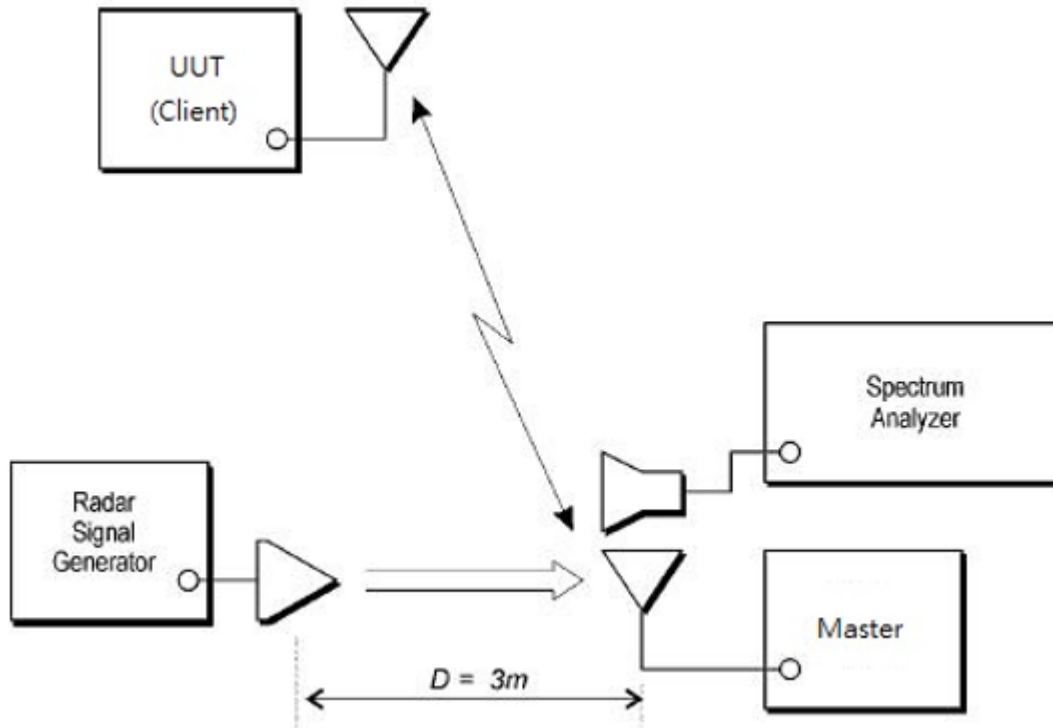 UUT
(Client)
Spectrum
Analyzer
Radar
Signal
Generator
Master
D = 3m